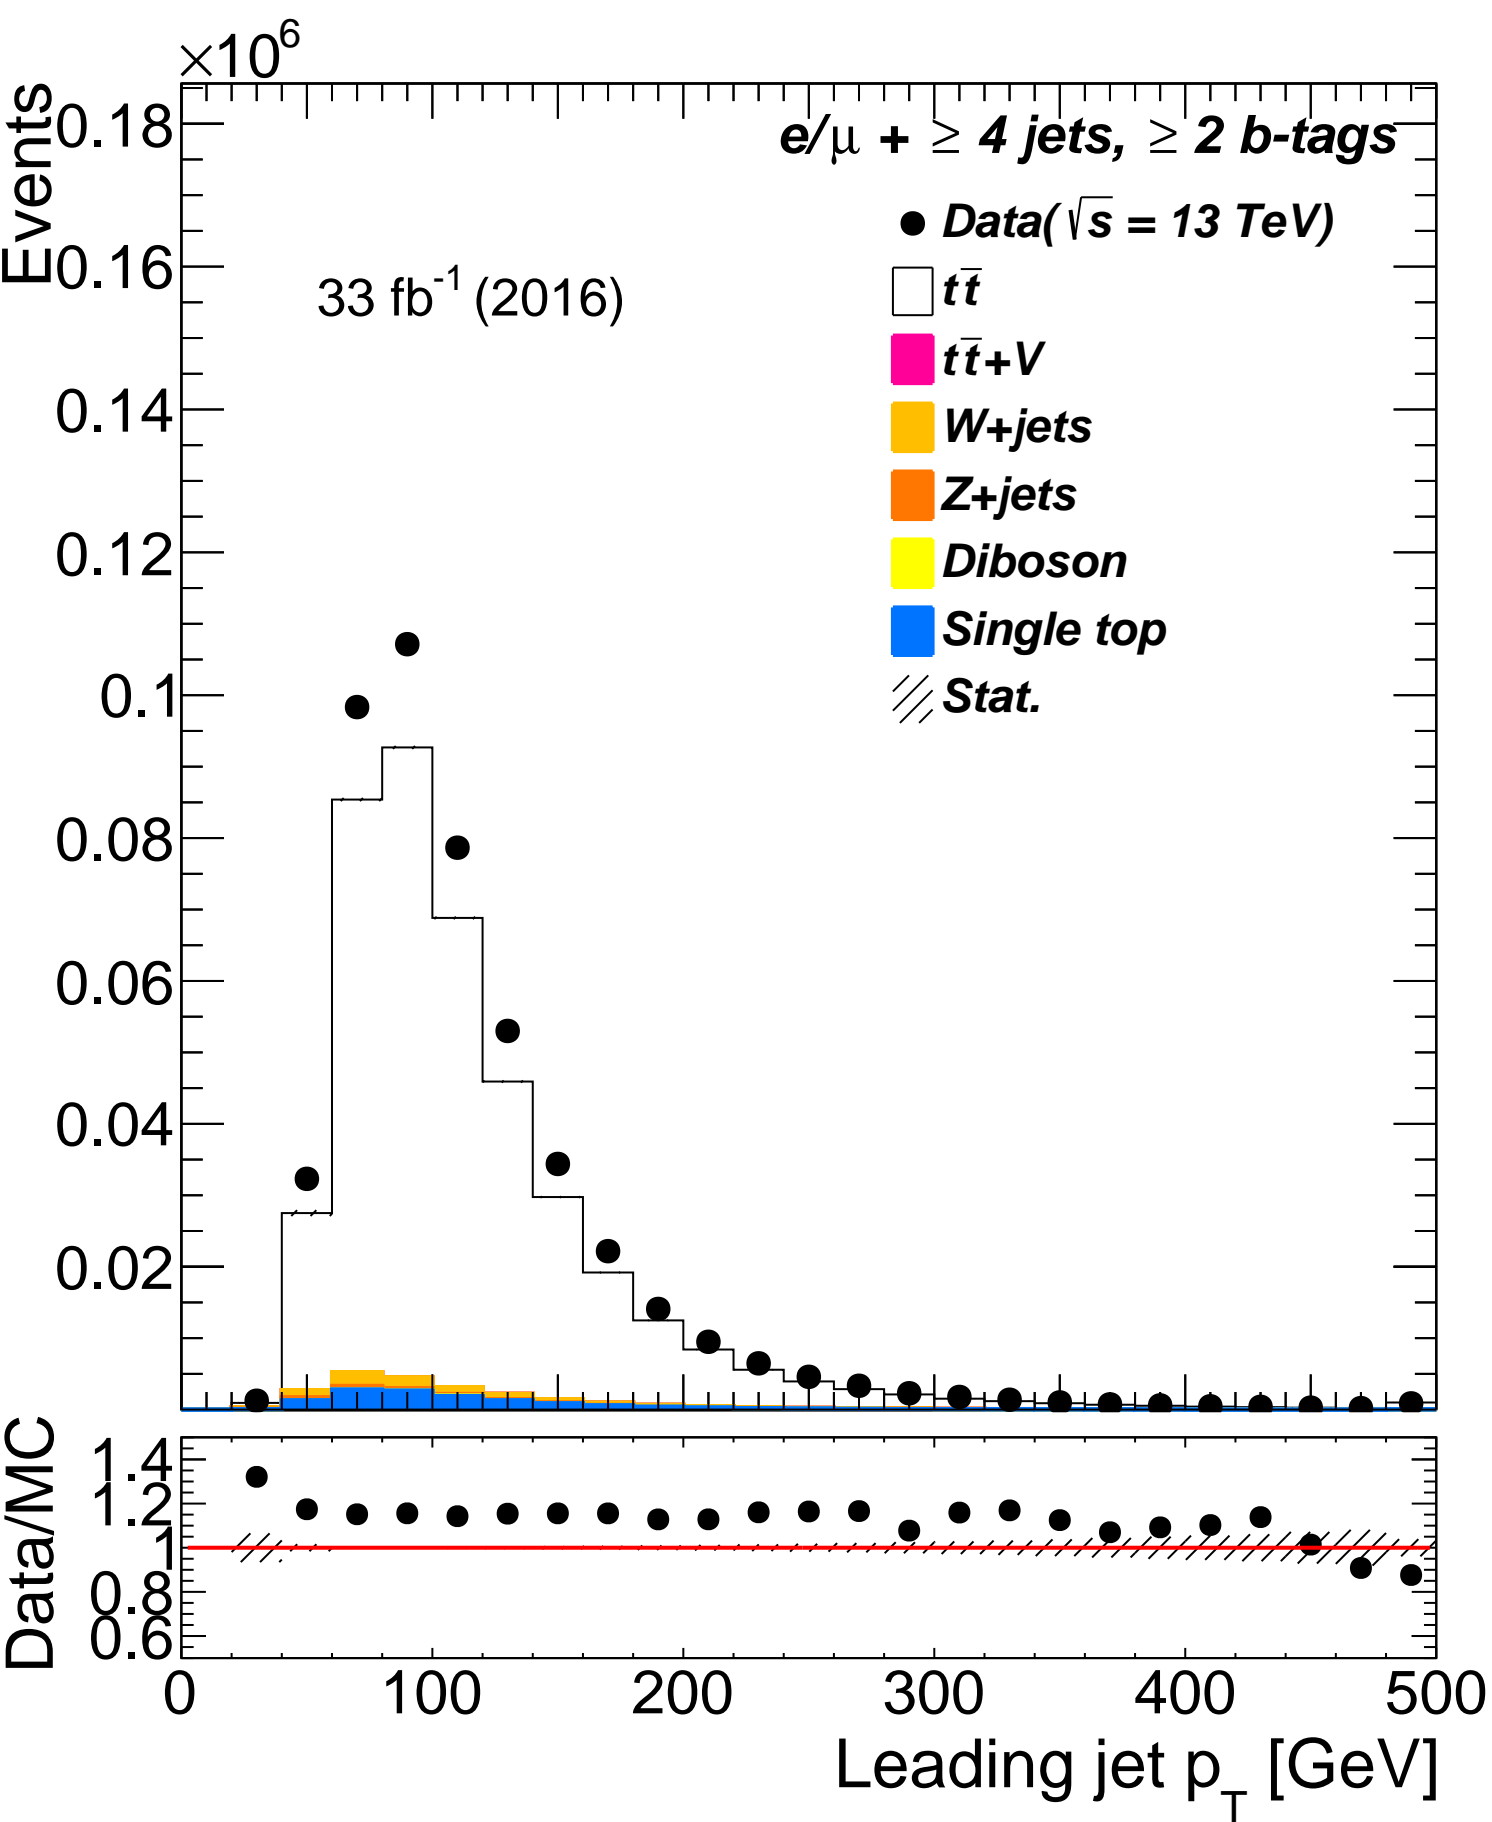 ×10⁶
Events
0.18
0.16
0.14
0.12
0.1
0.08
0.06
0.04
0.02
e/μ + ≥ 4 jets, ≥ 2 b-tags
33 fb⁻¹ (2016)
Data(√s = 13 TeV)
tt̅
tt̅+V
W+jets
Z+jets
Diboson
Single top
Stat.
Data/MC
1.4
1.2
1
0.8
0.6
0 100 200 300 400 500
Leading jet p_T [GeV]